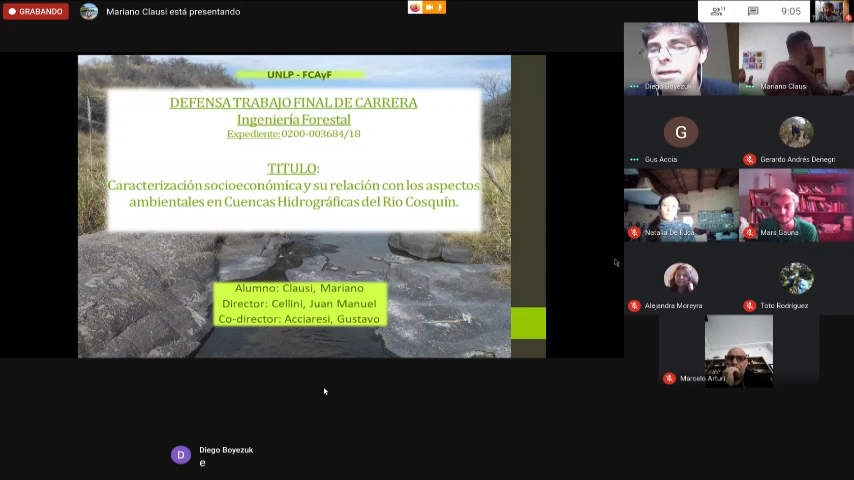 GRABANDO
Mariano Clausi está presentando
11
9:05
UNLP - FCAyF
DEFENSA TRABAJO FINAL DE CARRERA
Ingeniería Forestal
Expediente: 0200-003684/18
TITULO:
Caracterización socioeconómica y su relación con los aspectos
ambientales en Cuencas Hidrográficas del Rio Cosquín.
Alumno: Clausi, Mariano
Director: Cellini, Juan Manuel
Co-director: Acciaresi, Gustavo
Diego Boyezuk
Mariano Clausi
G
Gus Accia
Gerardo Andrés Denegri
Natalia De Luca
Mars Gauna
Alejandra Moreyra
Toto Rodriguez
Marcelo Arturi
D
Diego Boyezuk
e